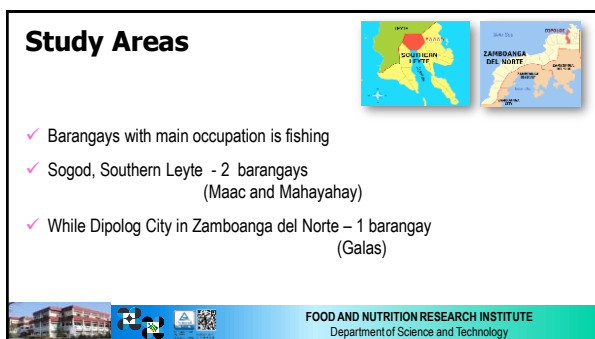 Study Areas
LEYTE
SOUTHERN
LEYTE
ZAMBOANGA
DEL NORTE
✓ Barangays with main occupation is fishing
✓ Sogod, Southern Leyte - 2 barangays
(Maac and Mahayahay)
✓ While Dipolog City in Zamboanga del Norte – 1 barangay
(Galas)
FOOD AND NUTRITION RESEARCH INSTITUTE
Department of Science and Technology